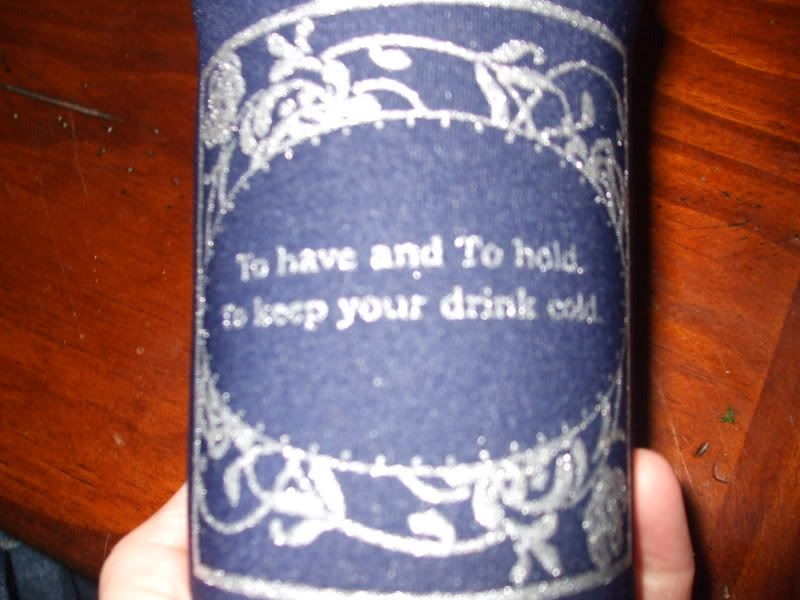 To have and To hold.
To keep your drink cold.